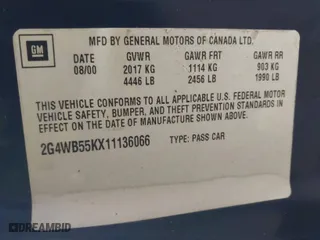 GM
MFD BY GENERAL MOTORS OF CANADA LTD.
DATE GVWR GAWR FRT GAWR RR
08/00 2017 KG 1114 KG 903 KG
4446 LB 2456 LB 1990 LB
THIS VEHICLE CONFORMS TO ALL APPLICABLE U.S. FEDERAL MOTOR
VEHICLE SAFETY, BUMPER, AND THEFT PREVENTION STANDARDS IN
EFFECT ON THE DATE OF MANUFACTURE SHOWN ABOVE.
2G4WB55KX11136066 TYPE: PASS CAR
DREAMBID